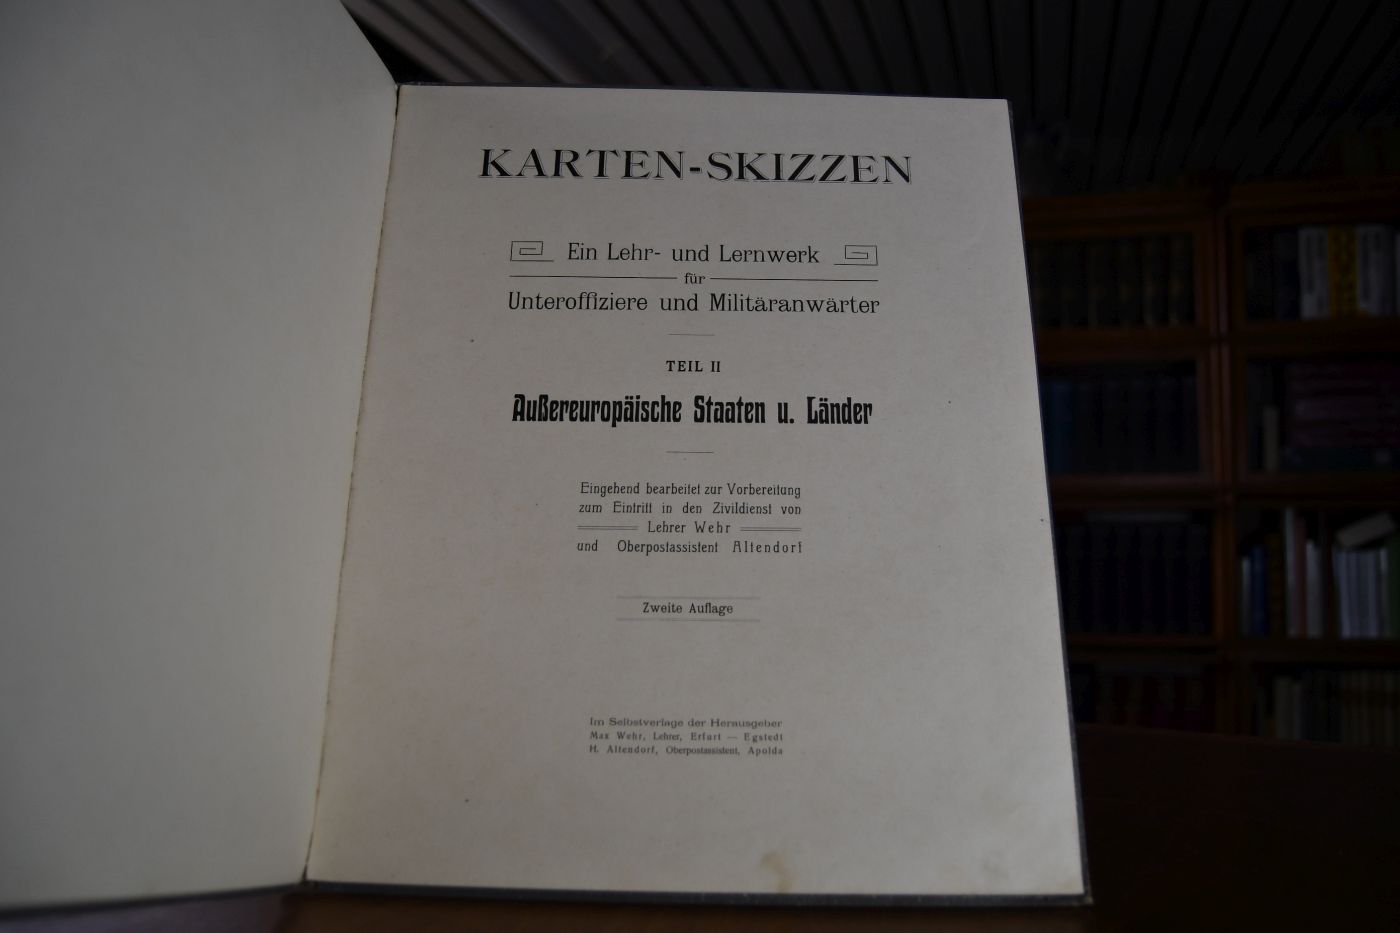 KARTEN-SKIZZEN
Ein Lehr- und Lernwerk
für
Unteroffiziere und Militäranwärter
TEIL II
Außereuropäische Staaten u. Länder
Eingehend bearbeitet zur Vorbereitung
zum Eintritt in den Zivildienst von
Lehrer Wehr
und Oberpostassistent Altendorf
Zweite Auflage
Im Selbstverlage der Herausgeber
Max Wehr, Lehrer, Erfurt — Egstedt
H. Altendorf, Oberpostassistent, Apolda